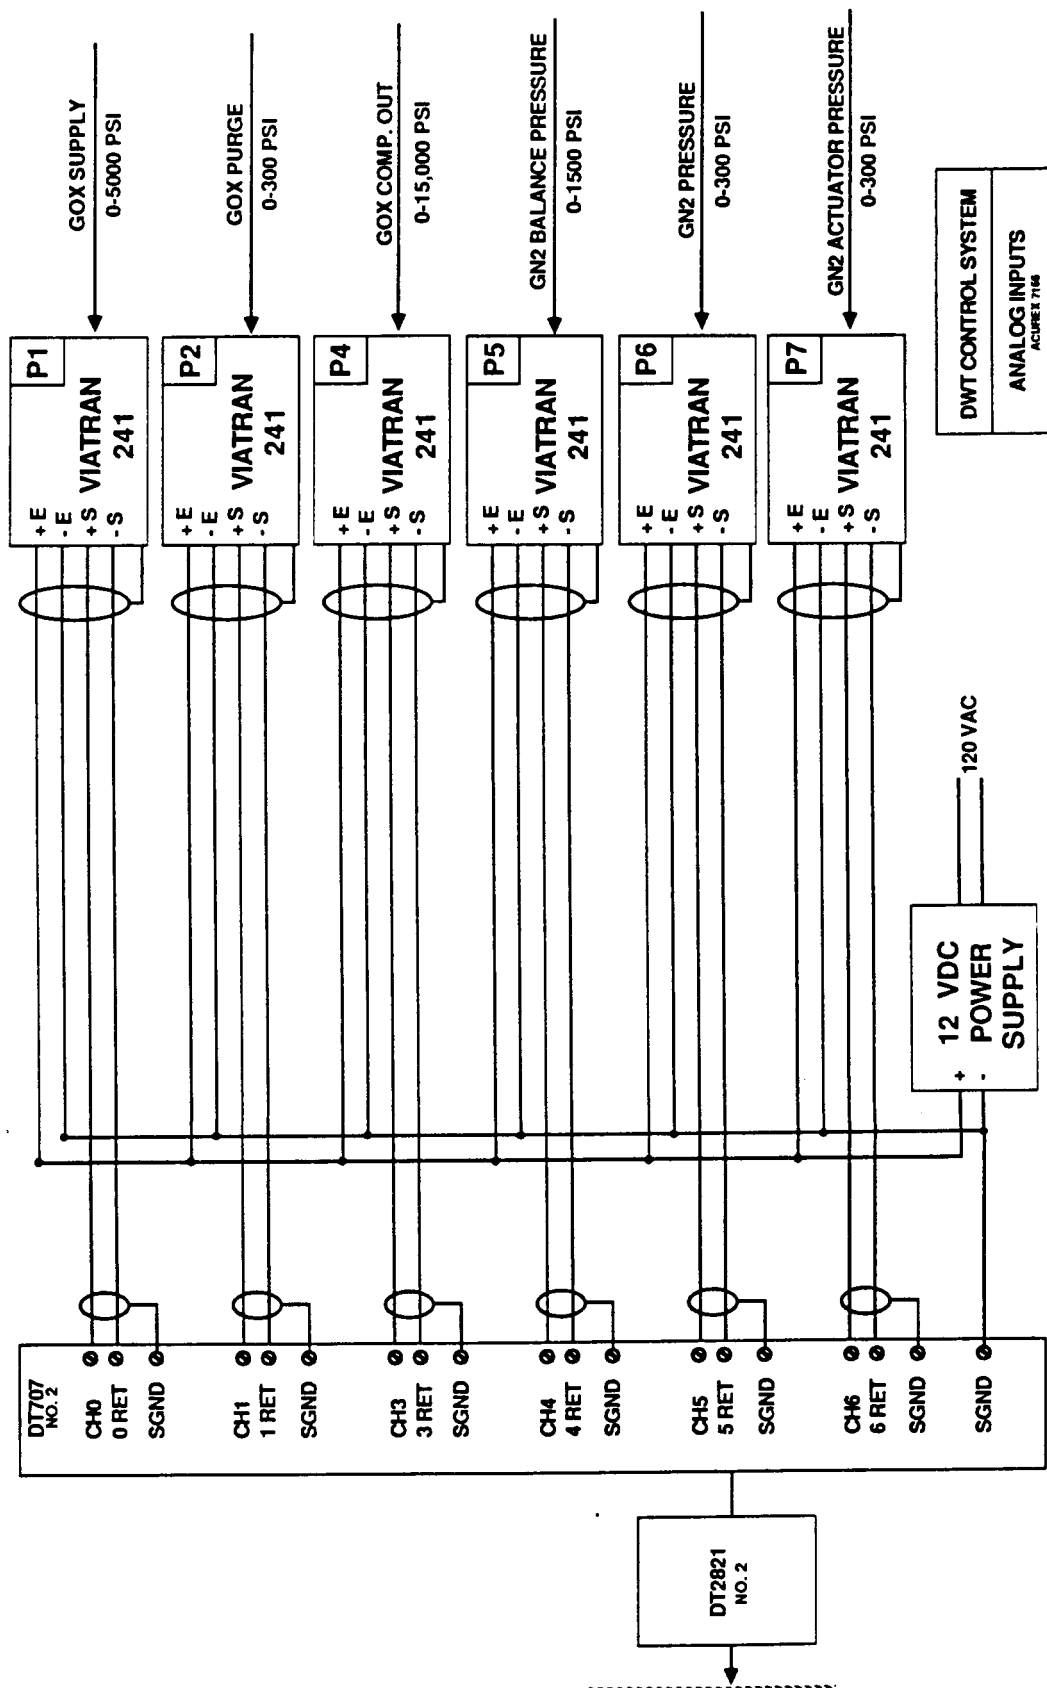 GOX SUPPLY
0-5000 PSI
P1
VIATRAN
241
+ E
- E
+ S
- S
GOX PURGE
0-300 PSI
P2
VIATRAN
241
+ E
- E
+ S
- S
GOX COMP. OUT
0-15,000 PSI
P4
VIATRAN
241
+ E
- E
+ S
- S
GN2 BALANCE PRESSURE
0-1500 PSI
P5
VIATRAN
241
+ E
- E
+ S
- S
GN2 PRESSURE
0-300 PSI
P6
VIATRAN
241
+ E
- E
+ S
- S
GN2 ACTUATOR PRESSURE
0-300 PSI
P7
VIATRAN
241
+ E
- E
+ S
- S
DT707
NO. 2
CH0
0 RET
SGND
CH1
1 RET
SGND
CH3
3 RET
SGND
CH4
4 RET
SGND
CH5
5 RET
SGND
CH6
6 RET
SGND
SGND
DT2821
NO. 2
+
-
12 VDC
POWER
SUPPLY
120 VAC
DWT CONTROL SYSTEM
ANALOG INPUTS
ACUREX 7166